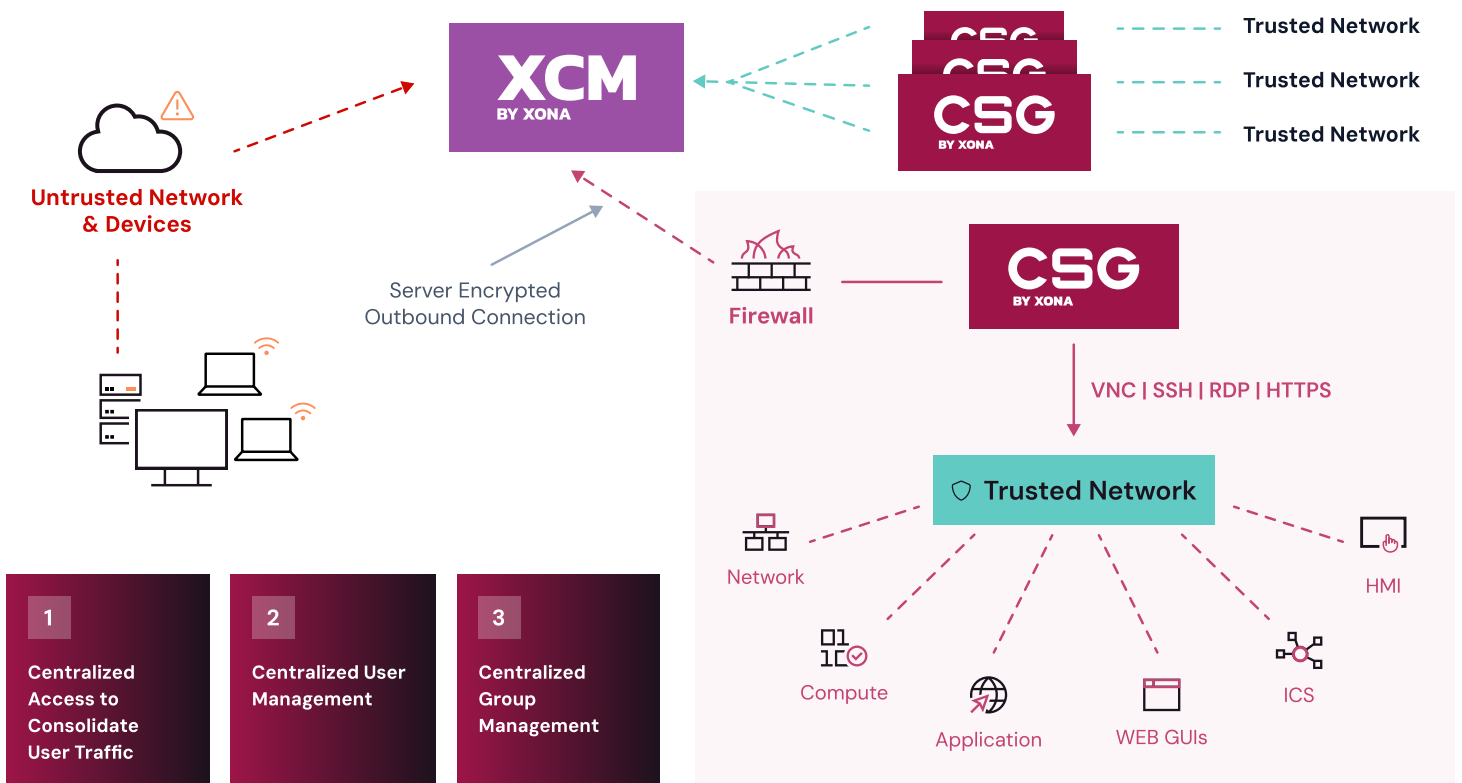 XCM
BY XONA
CSG
CSG
CSG
BY XONA
Trusted Network
Trusted Network
Trusted Network
Untrusted Network
& Devices
Server Encrypted
Outbound Connection
Firewall
CSG
BY XONA
VNC | SSH | RDP | HTTPS
Trusted Network
Network
Compute
01
10
Application
WEB GUIs
ICS
HMI
1
Centralized
Access to
Consolidate
User Traffic
2
Centralized User
Management
3
Centralized
Group
Management